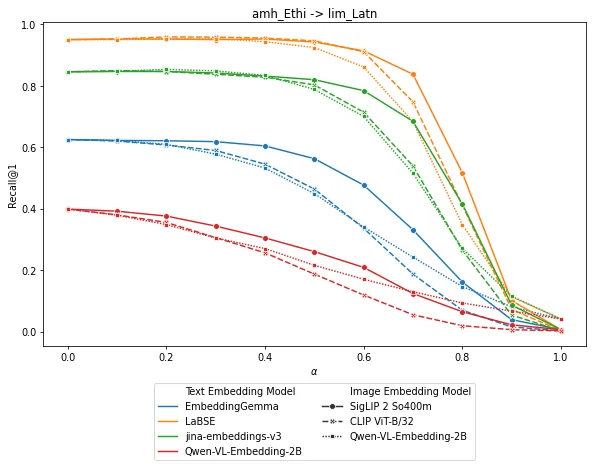 amh_Ethi -> lim_Latn
Recall@1
1.0
0.8
0.6
0.4
0.2
0.0
0.0 0.2 0.4 0.6 0.8 1.0
α
Text Embedding Model
EmbeddingGemma
LaBSE
jina-embeddings-v3
Qwen-VL-Embedding-2B
Image Embedding Model
SigLIP 2 So400m
CLIP ViT-B/32
Qwen-VL-Embedding-2B